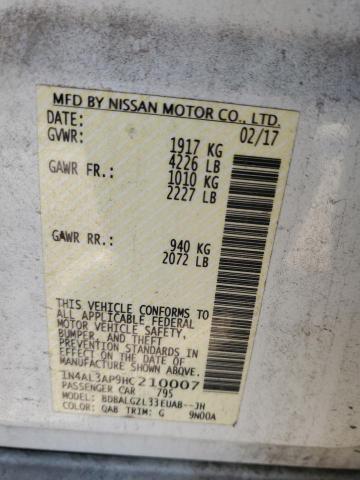 MFD BY NISSAN MOTOR CO., LTD.
DATE: 02/17
GVWR: 1917 KG
4226 LB
GAWR FR.: 1010 KG
2227 LB
GAWR RR.: 940 KG
2072 LB
THIS VEHICLE CONFORMS TO
ALL APPLICABLE FEDERAL
MOTOR VEHICLE SAFETY,
BUMPER, AND THEFT
PREVENTION STANDARDS IN
EFFECT ON THE DATE OF
MANUFACTURE SHOWN ABOVE.
1N4AL3AP9HC210007
PASSENGER CAR 795
MODEL: BDBALGZL33EUAB--JH
COLOR: QAB TRIM: G 9N00A